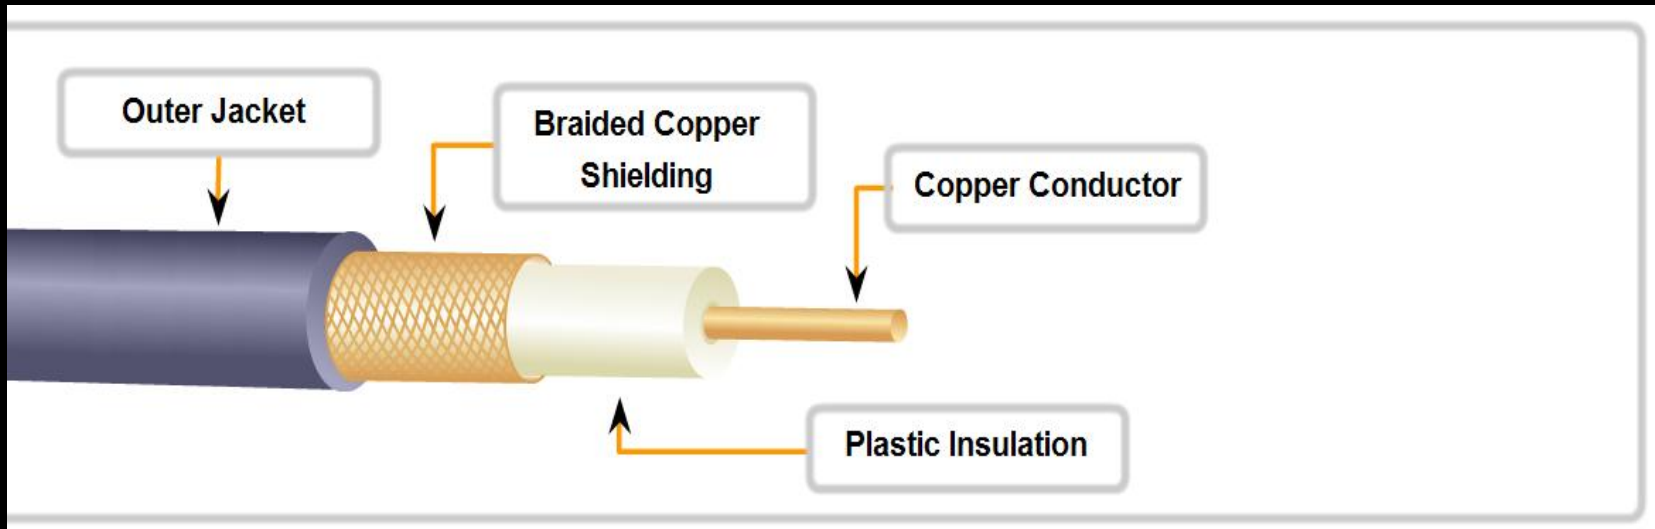 Outer Jacket
Braided Copper
Shielding
Copper Conductor
Plastic Insulation